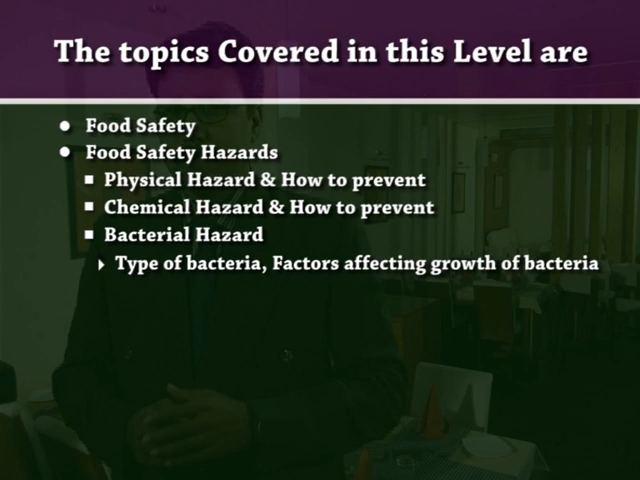 The topics Covered in this Level are
Food Safety
Food Safety Hazards
Physical Hazard & How to prevent
Chemical Hazard & How to prevent
Bacterial Hazard
Type of bacteria, Factors affecting growth of bacteria